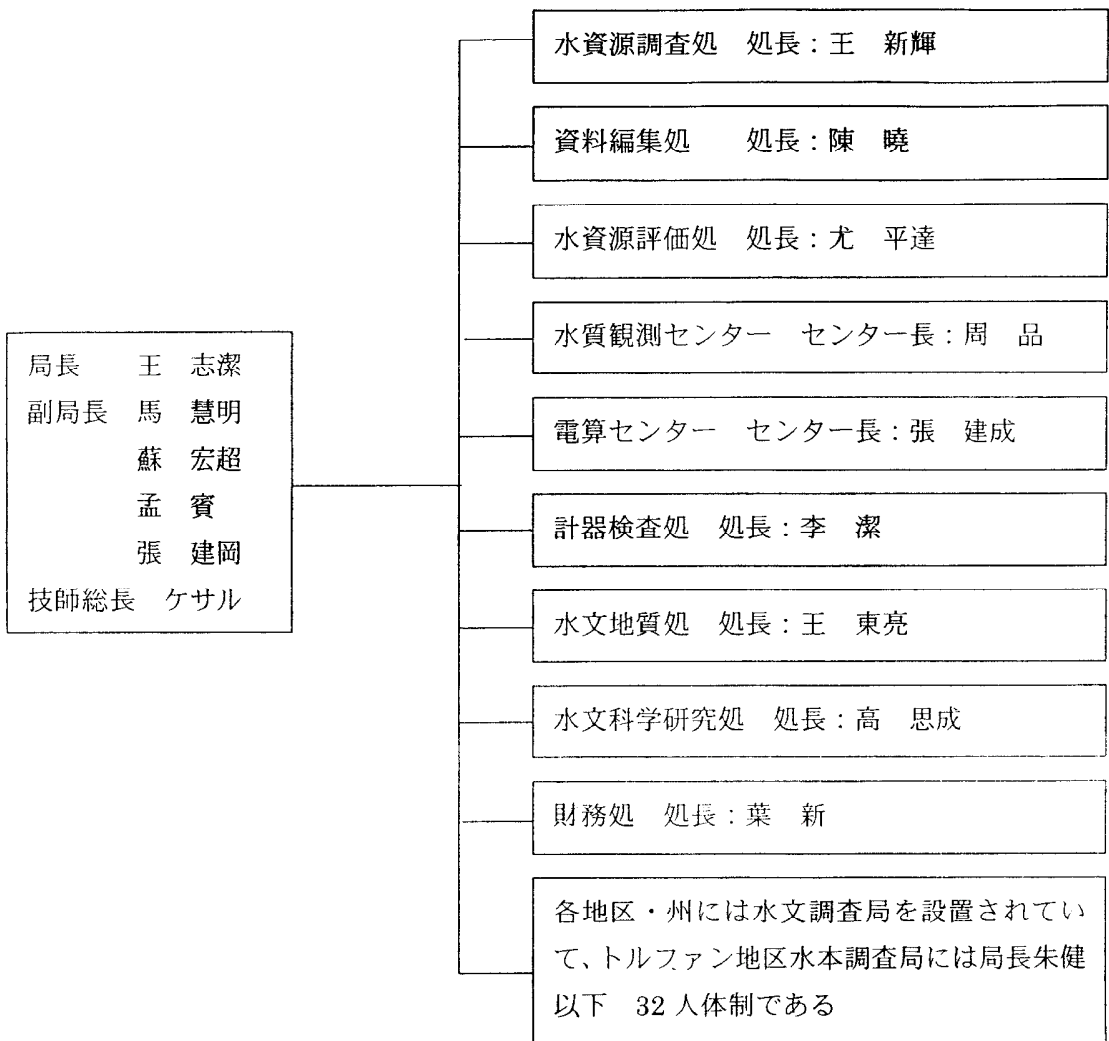 局長　王　志潔
副局長　馬　慧明
蘇　宏超
孟　賓
張　建岡
技師総長　ケサル
水資源調査処　処長：王　新輝
資料編集処　処長：陳　曉
水資源評価処　処長：尤　平達
水質観測センター　センター長：周　品
電算センター　センター長：張　建成
計器検査処　処長：李　潔
水文地質処　処長：王　東亮
水文科学研究処　処長：高　思成
財務処　処長：葉　新
各地区・州には水文調査局を設置されてい
て、トルファン地区水本調査局には局長朱健
以下　32 人体制である